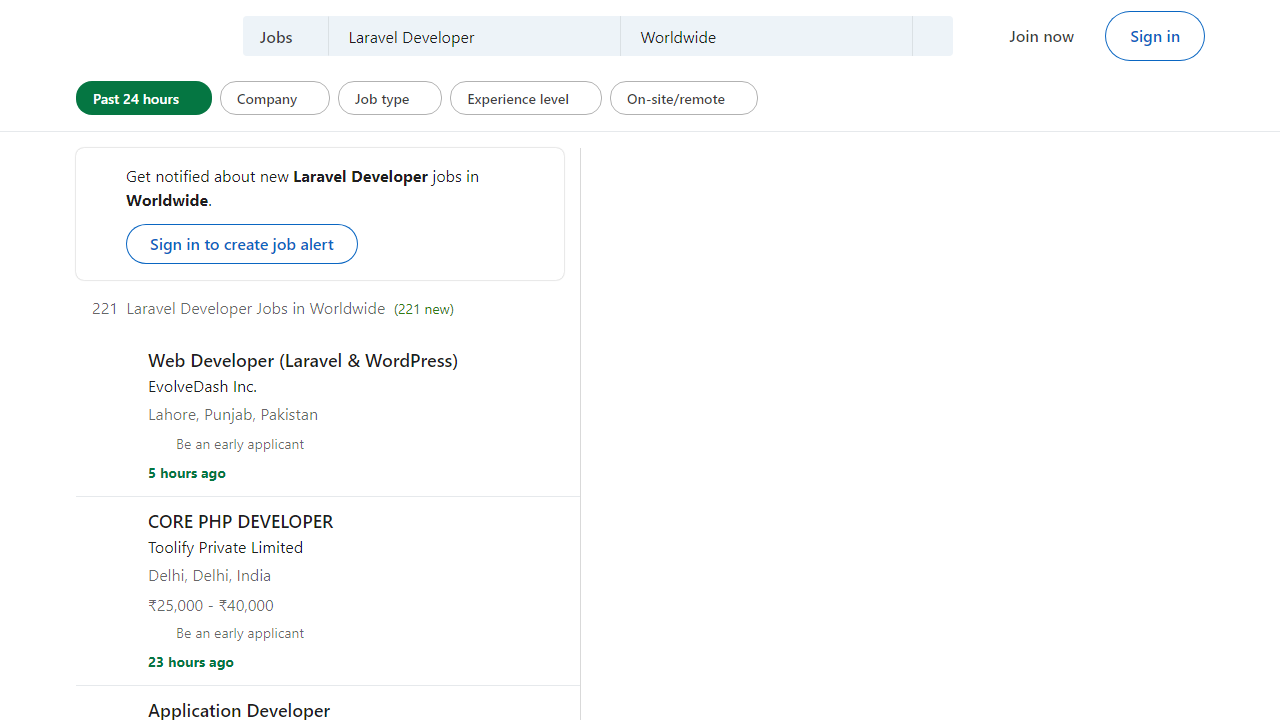 Jobs Laravel Developer Worldwide Join now Sign in
Past 24 hours Company Job type Experience level On-site/remote
Get notified about new Laravel Developer jobs in
Worldwide.
Sign in to create job alert
221 Laravel Developer Jobs in Worldwide (221 new)
Web Developer (Laravel & WordPress)
EvolveDash Inc.
Lahore, Punjab, Pakistan
Be an early applicant
5 hours ago
CORE PHP DEVELOPER
Toolify Private Limited
Delhi, Delhi, India
₹25,000 - ₹40,000
Be an early applicant
23 hours ago
Application Developer